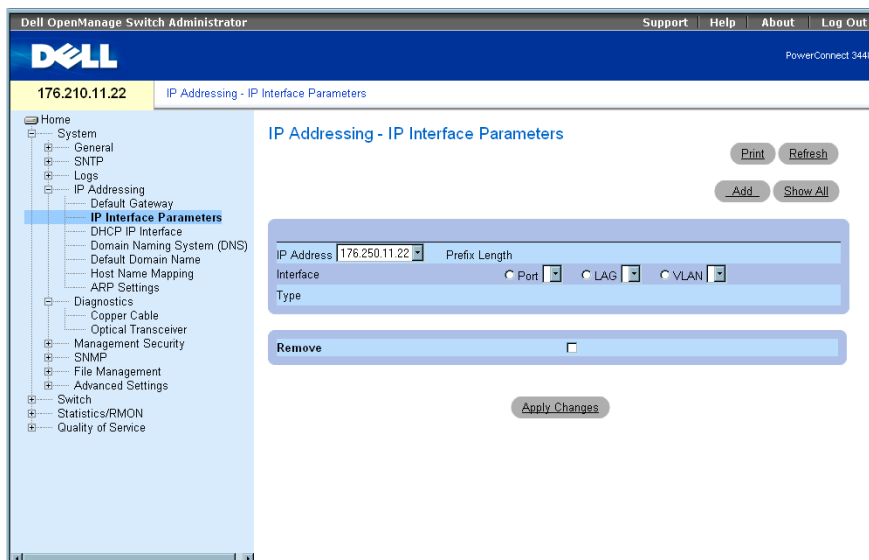 Dell OpenManage Switch Administrator
Support Help About Log Out
DELL
PowerConnect 3448
176.210.11.22
IP Addressing - IP Interface Parameters
Home
System
General
SNTP
Logs
IP Addressing
Default Gateway
IP Interface Parameters
DHCP IP Interface
Domain Naming System (DNS)
Default Domain Name
Host Name Mapping
ARP Settings
Diagnostics
Copper Cable
Optical Transceiver
Management Security
SNMP
File Management
Advanced Settings
Switch
Statistics/RMON
Quality of Service
IP Addressing - IP Interface Parameters
Print Refresh
Add Show All
IP Address 176.250.11.22 Prefix Length
Interface Port LAG VLAN
Type
Remove
Apply Changes